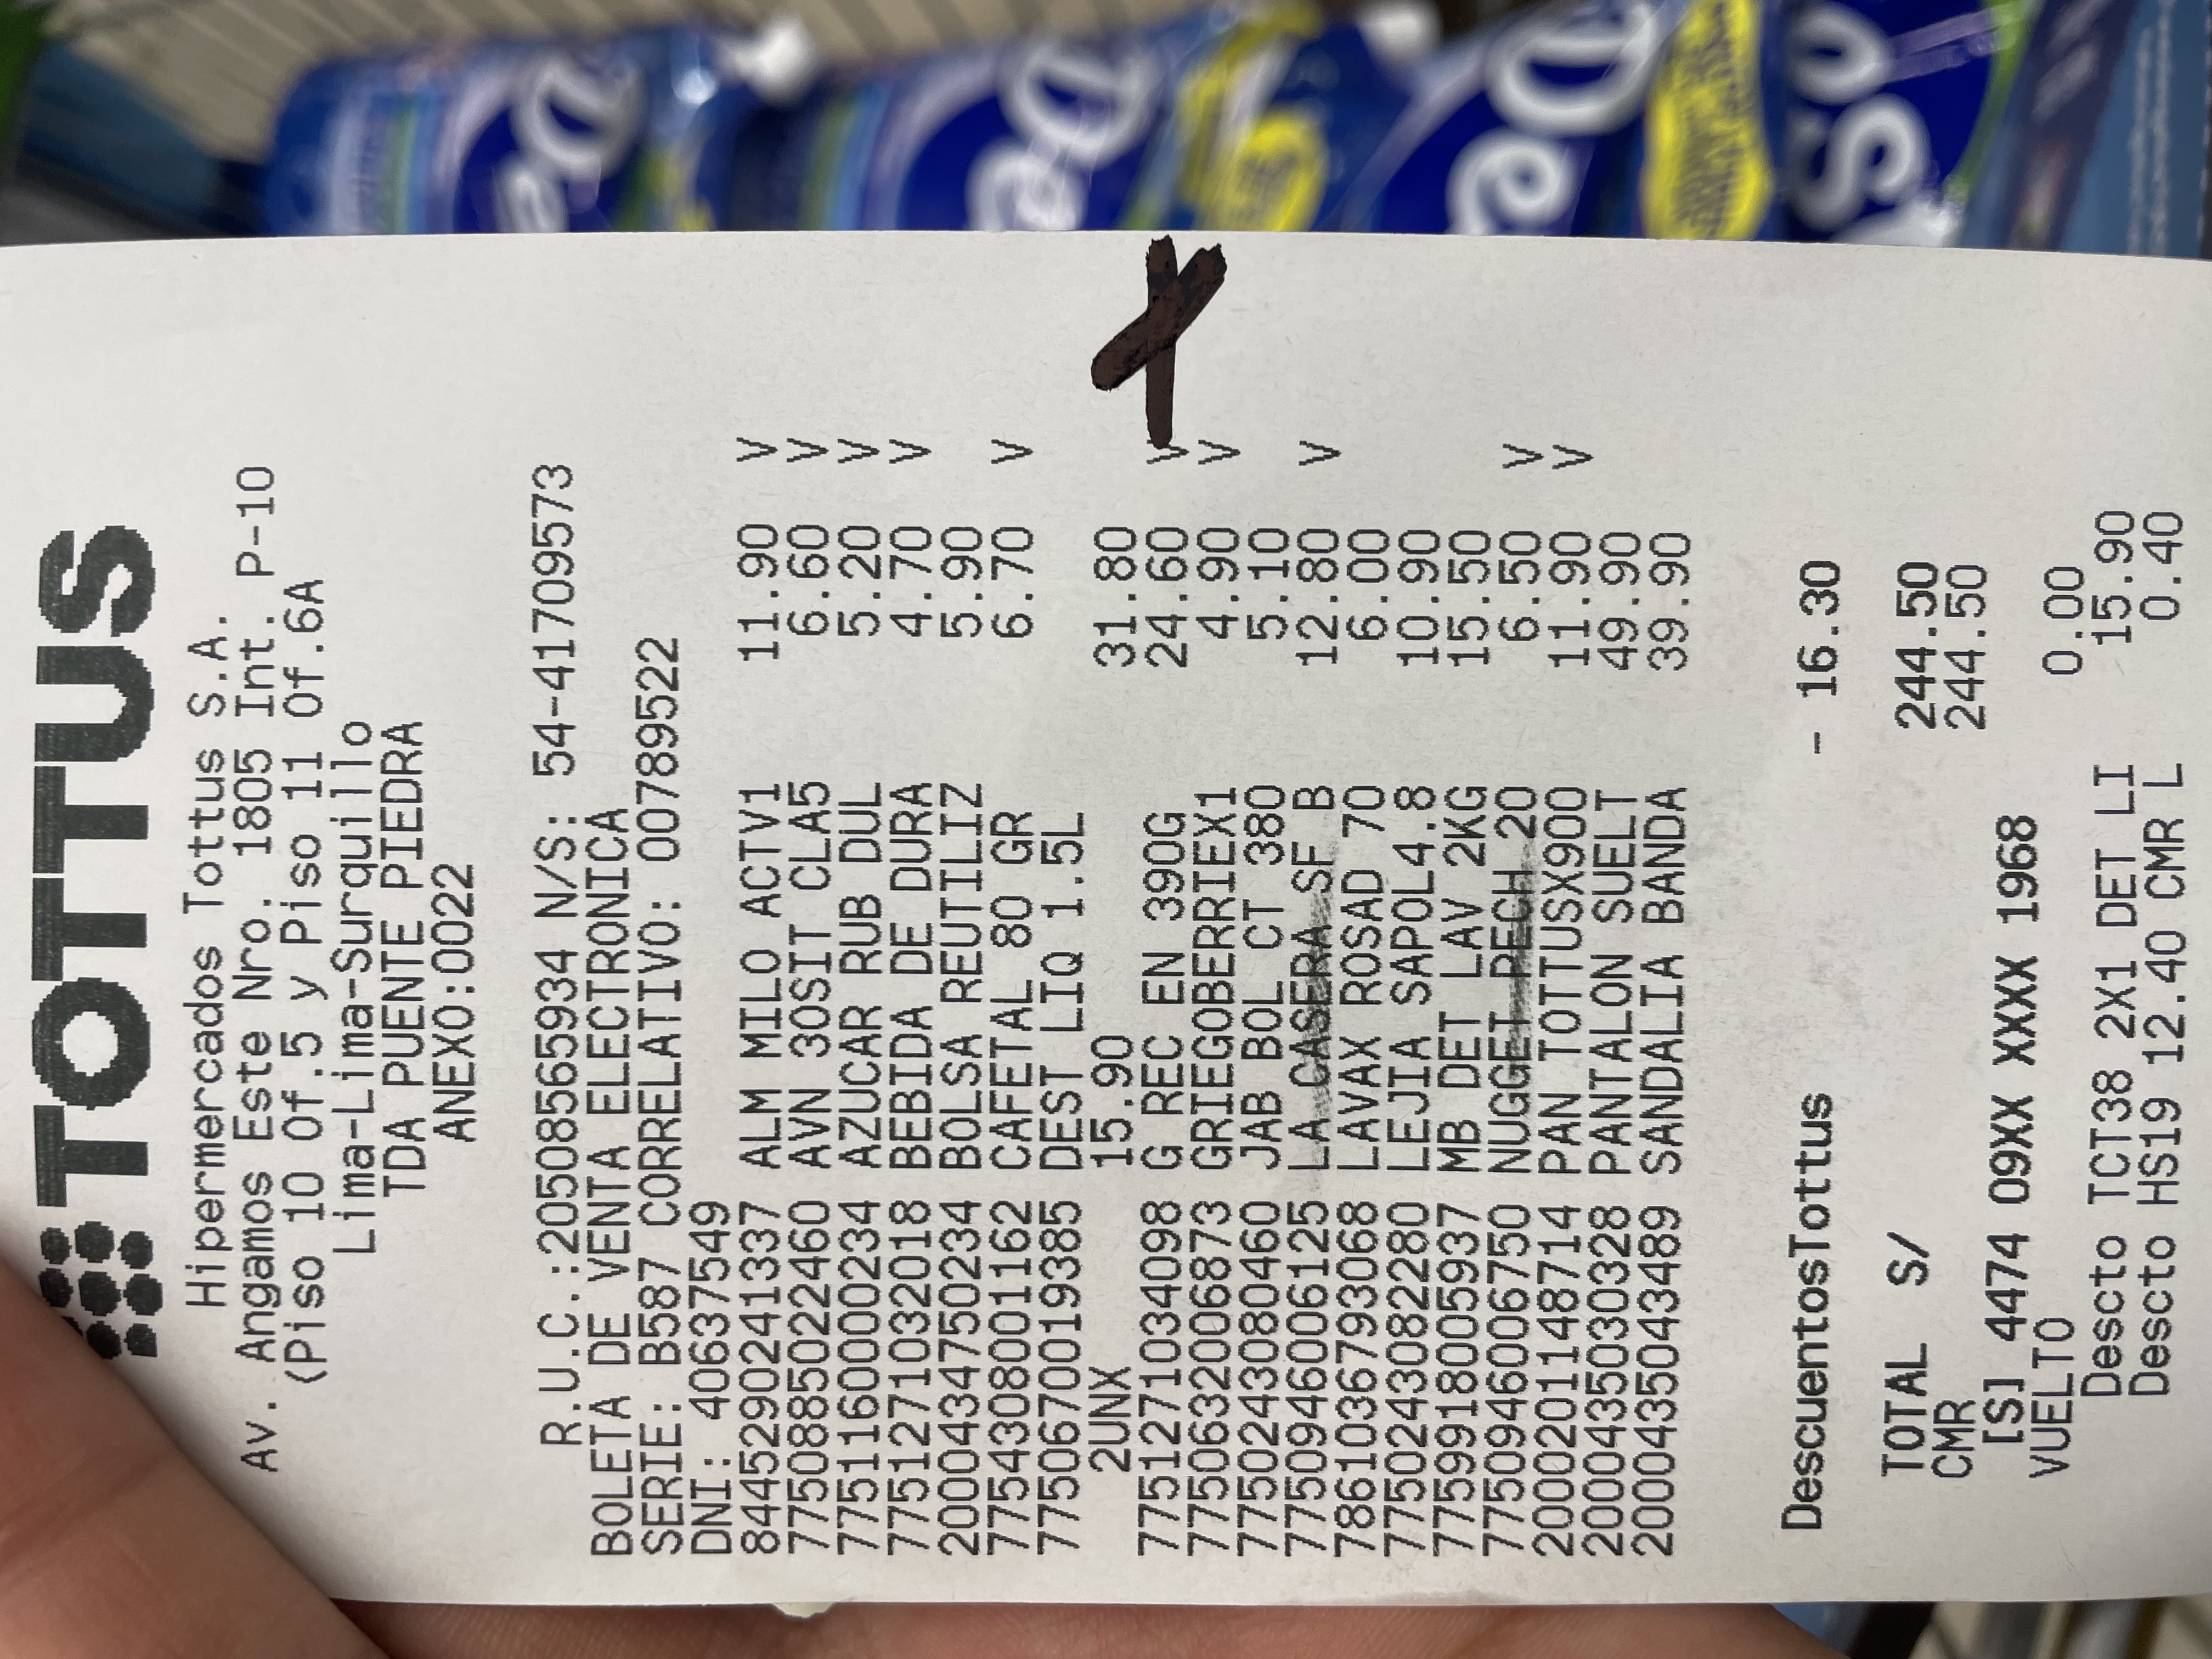 TOTTUS
Hipermercados Tottus S.A.
Av. Angamos Este Nro. 1805 Int. P-10
(Piso 10 Of.5 y Piso 11 Of.6A
Lima-Lima-Surquillo
TDA PUENTE PIEDRA
ANEXO:0022
R.U.C.:20508565934 N/S: 54-41709573
BOLETA DE VENTA ELECTRONICA
SERIE: B587 CORRELATIVO: 00789522
DNI: 40637549
8445290241337 ALM MILO ACTV1 11.90 V
7750885022460 AVN 30SIT CLA5 6.60 V
7751160000234 AZUCAR RUB DUL 5.20 V
7751271032018 BEBIDA DE DURA 4.70 V
2000434750234 BOLSA REUTILIZ 5.90
7754308001162 CAFETAL 80 GR 6.70 V
7750670019385 DEST LIQ 1.5L
2UNX 15.90 31.80
7751271034098 G REC EN 390G 24.60 V
7750632006873 GRIEGOBERRIEX1 4.90 V
7750243080460 JAB BOL CT 380 5.10
7750946006125 LA CASERA SF B 12.80 V
7861036793068 LAVAX ROSAD 70 6.00
7750243082280 LEJIA SAPOL4.8 10.90
7759918005937 MB DET LAV 2KG 15.50
7750946006750 NUGGET PECH 20 6.50 V
2000201148714 PAN TOTTUSX900 11.90 V
2000435030328 PANTALON SUELT 49.90
2000435043489 SANDALIA BANDA 39.90
DescuentosTottus - 16.30
TOTAL S/ 244.50
CMR 244.50
[S] 4474 09XX XXXX 1968
VUELTO 0.00
Descto TCT38 2X1 DET LI 15.90
Descto HS19 12.40 CMR L 0.40